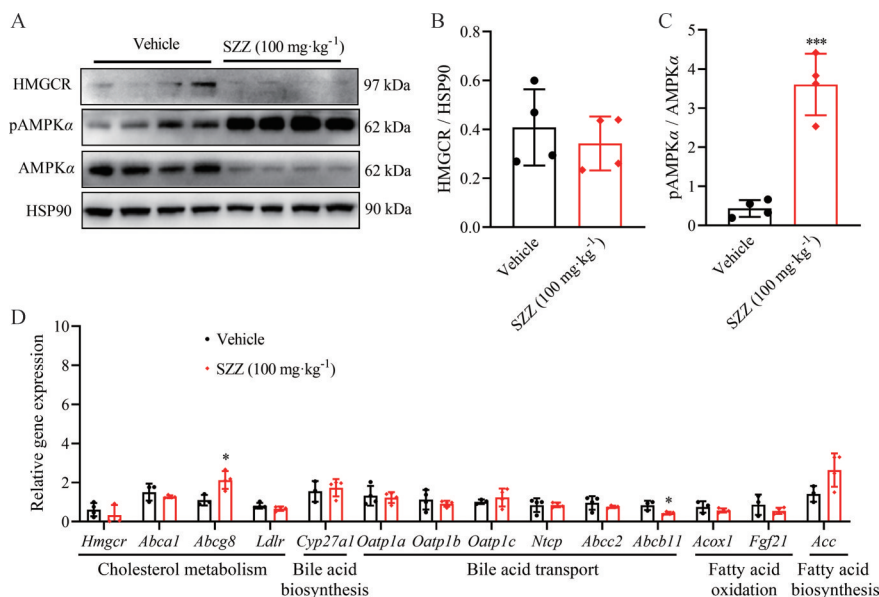 A
Vehicle
SZZ (100 mg·kg⁻¹)
HMGCR
97 kDa
pAMPKα
62 kDa
AMPKα
62 kDa
HSP90
90 kDa
B
HMGCR / HSP90
0.8
0.6
0.4
0.2
0.0
Vehicle
SZZ (100 mg·kg⁻¹)
C
pAMPKα / AMPKα
5
4
3
2
1
0
***
Vehicle
SZZ (100 mg·kg⁻¹)
D
Relative gene expression
10
8
6
4
2
0
Vehicle
SZZ (100 mg·kg⁻¹)
*
*
Hmgcr Abca1 Abcg8 Ldlr Cyp27a1 Oatp1a Oatp1b Oatp1c Ntcp Abcc2 Abcb11 Acox1 Fgf21 Acc
Cholesterol metabolism
Bile acid
biosynthesis
Bile acid transport
Fatty acid
oxidation
Fatty acid
biosynthesis